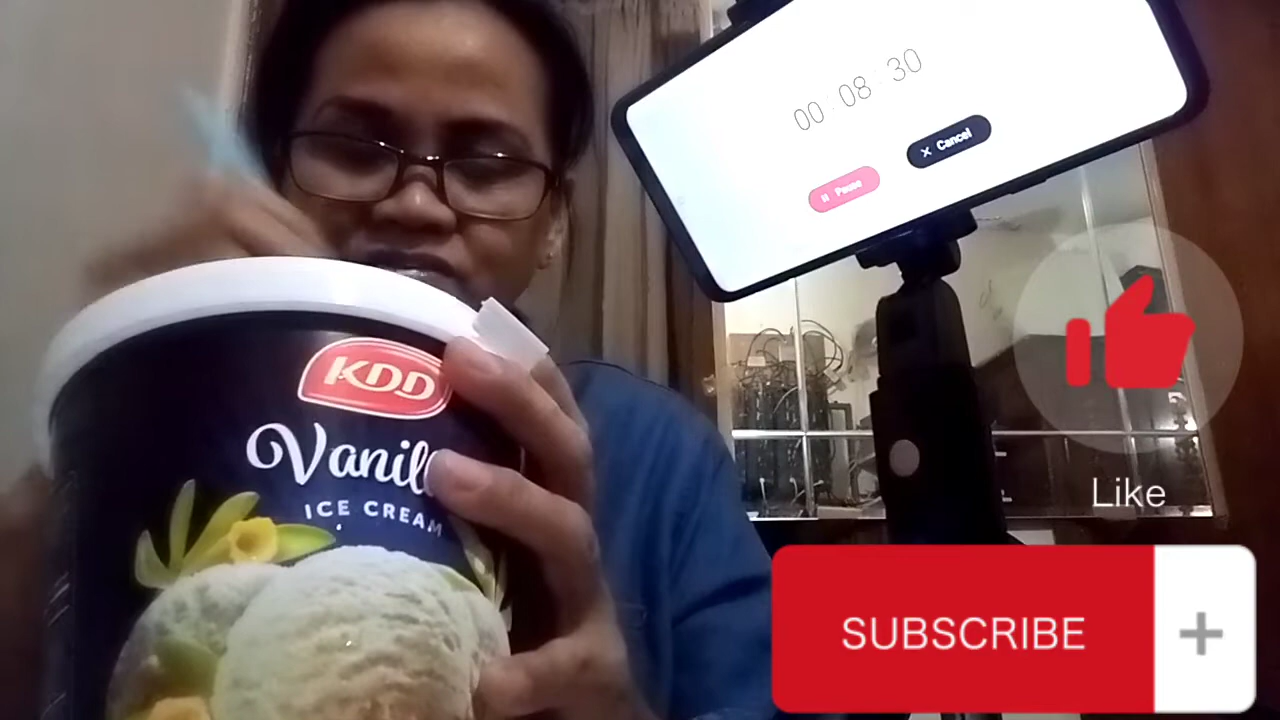 00 : 08 : 30
Pause
Cancel
KDD
Vanil
ICE CREAM
Like
SUBSCRIBE +